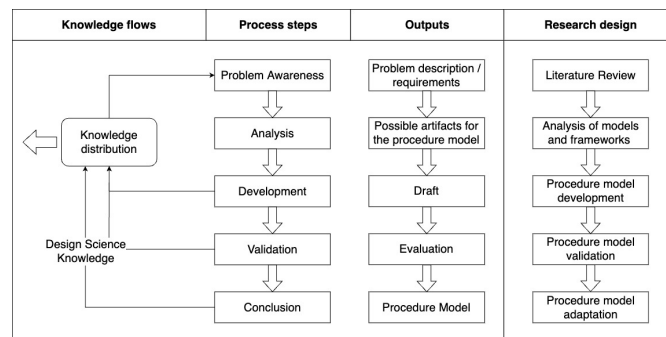 Knowledge flows
Process steps
Outputs
Research design
Problem Awareness
Problem description /
requirements
Literature Review
Knowledge
distribution
Analysis
Possible artifacts for
the procedure model
Analysis of models
and frameworks
Development
Draft
Procedure model
development
Design Science
Knowledge
Validation
Evaluation
Procedure model
validation
Conclusion
Procedure Model
Procedure model
adaptation